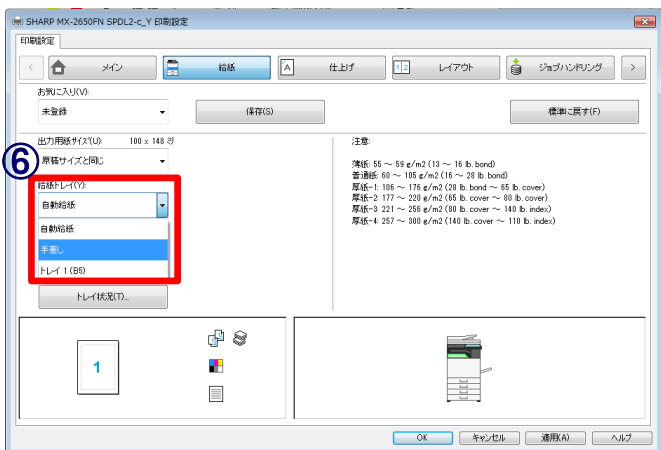 SHARP MX-2650FN SPDL2-c_Y 印刷設定
印刷設定
メイン
給紙
A
仕上げ
1 2
レイアウト
ジョブハンドリング
お気に入り(V):
未登録
保存(S)
標準に戻す(F)
出力用紙サイズ(U): 100 x 148 ミリ
⑥
原稿サイズと同じ
給紙トレイ(Y):
自動給紙
自動給紙
手差し
トレイ 1 (B5)
トレイ状況(T)...
注意:
薄紙: 55 ～ 59 g/m2 (13 ～ 16 lb. bond)
普通紙: 60 ～ 105 g/m2 (16 ～ 28 lb. bond)
厚紙-1: 106 ～ 176 g/m2 (28 lb. bond ～ 65 lb. cover)
厚紙-2: 177 ～ 220 g/m2 (65 lb. cover ～ 80 lb. cover)
厚紙-3: 221 ～ 256 g/m2 (80 lb. cover ～ 140 lb. index)
厚紙-4: 257 ～ 300 g/m2 (140 lb. cover ～ 110 lb. index)
1
OK
キャンセル
適用(A)
ヘルプ